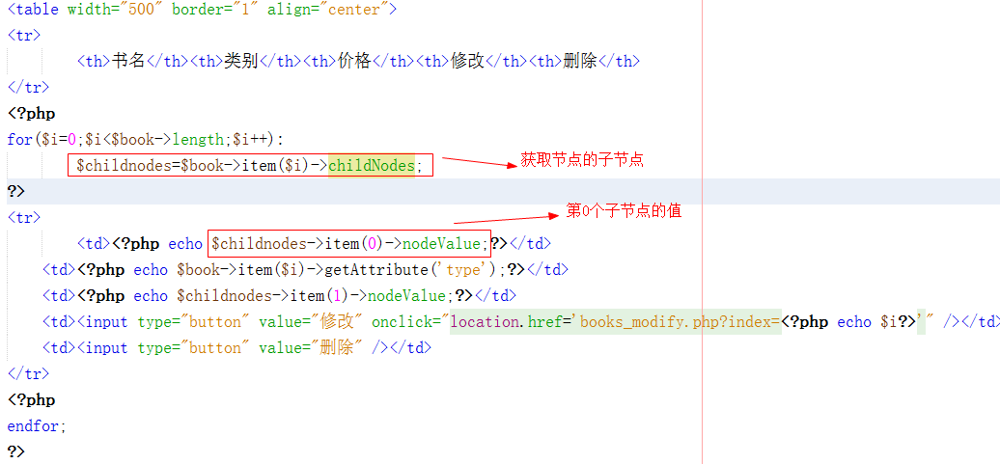 <table width="500" border="1" align="center">
<tr>
<th>书名</th><th>类别</th><th>价格</th><th>修改</th><th>删除</th>
</tr>
<?php
for($i=0;$i<$book->length;$i++):
$childnodes=$book->item($i)->childNodes;
获取节点的子节点
?>
第0个子节点的值
<tr>
<td><?php echo $childnodes->item(0)->nodeValue;?></td>
<td><?php echo $book->item($i)->getAttribute('type');?></td>
<td><?php echo $childnodes->item(1)->nodeValue;?></td>
<td><input type="button" value="修改" onclick="location.href='books_modify.php?index=<?php echo $i?>'" /></td>
<td><input type="button" value="删除" /></td>
</tr>
<?php
endfor;
?>